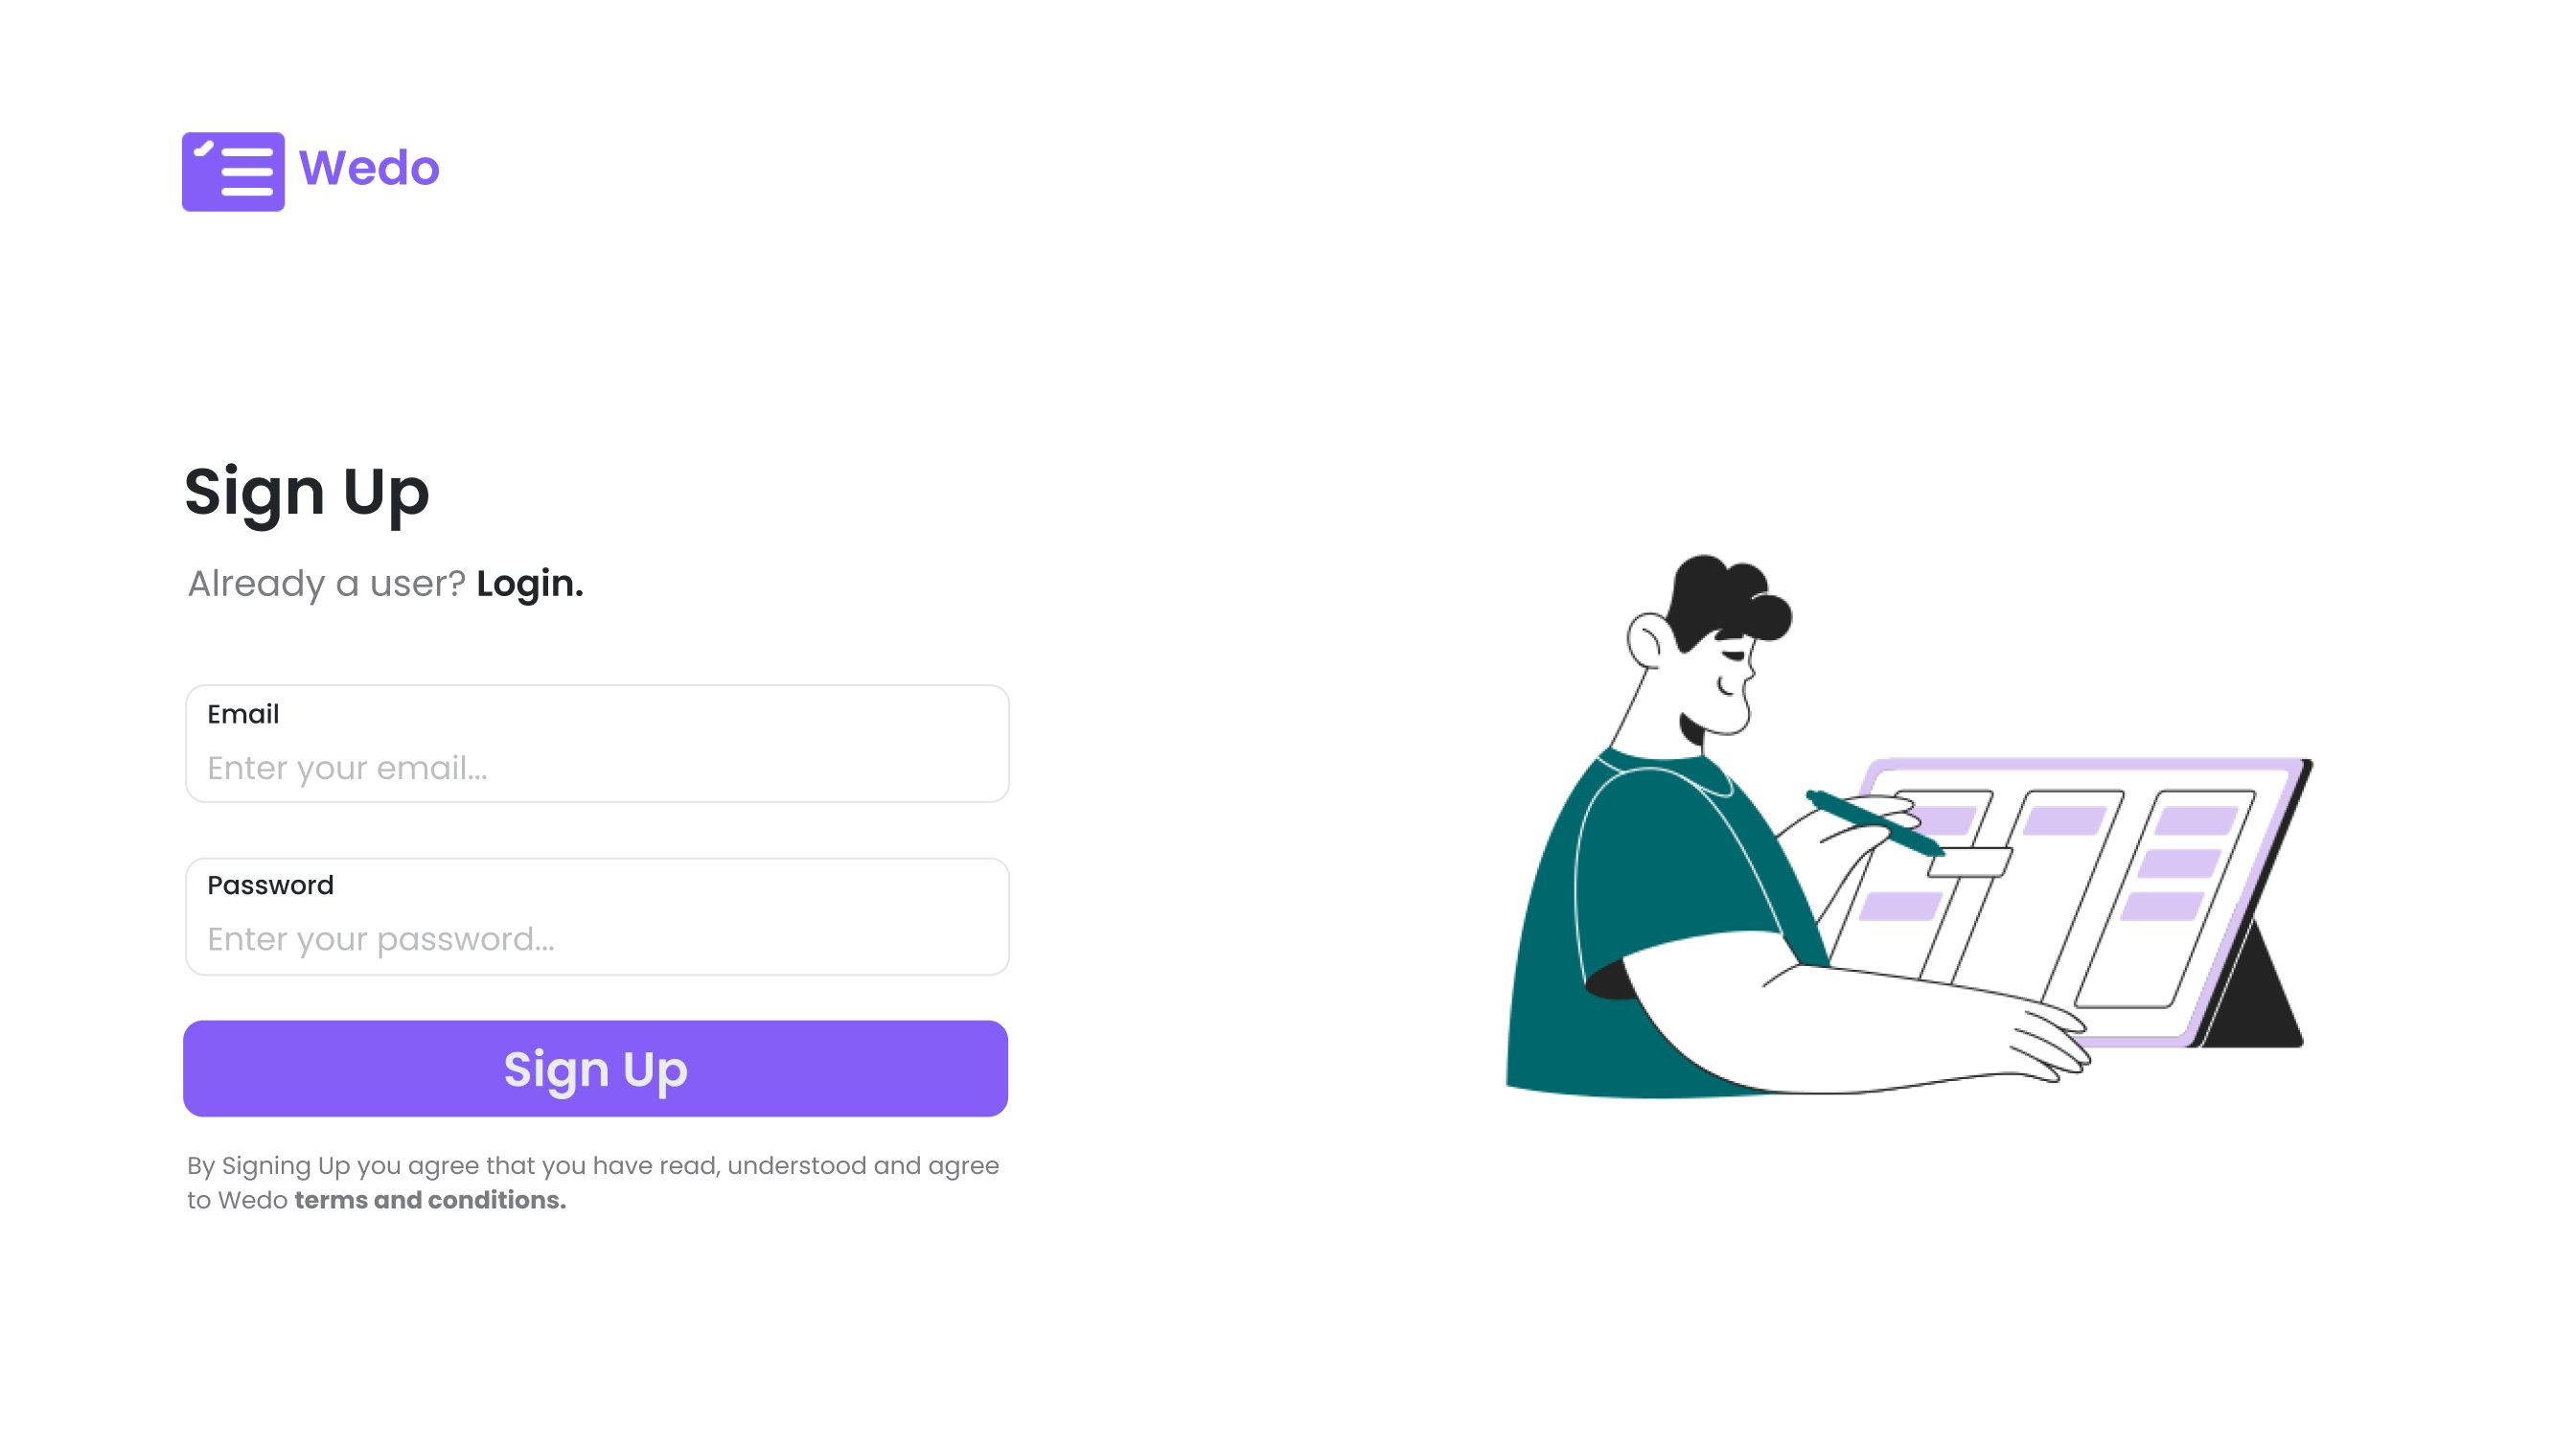 Wedo
Sign Up
Already a user? Login.
Email
Enter your email...
Password
Enter your password...
Sign Up
By Signing Up you agree that you have read, understood and agree
to Wedo terms and conditions.